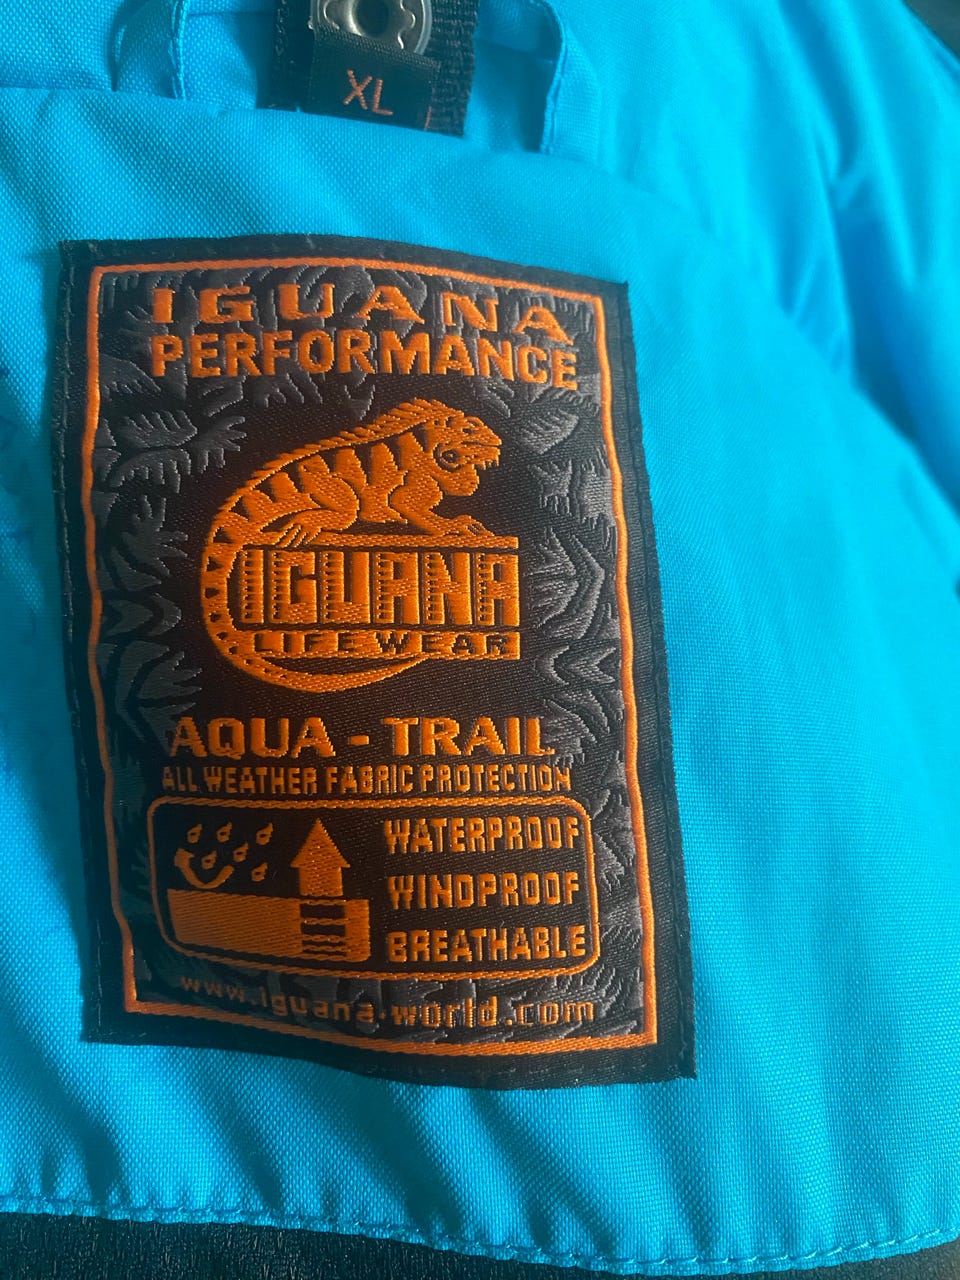 XL
IGUANA
PERFORMANCE
IGUANA
LIFE WEAR
AQUA - TRAIL
ALL WEATHER FABRIC PROTECTION
WATERPROOF
WINDPROOF
BREATHABLE
www.iguana-world.com